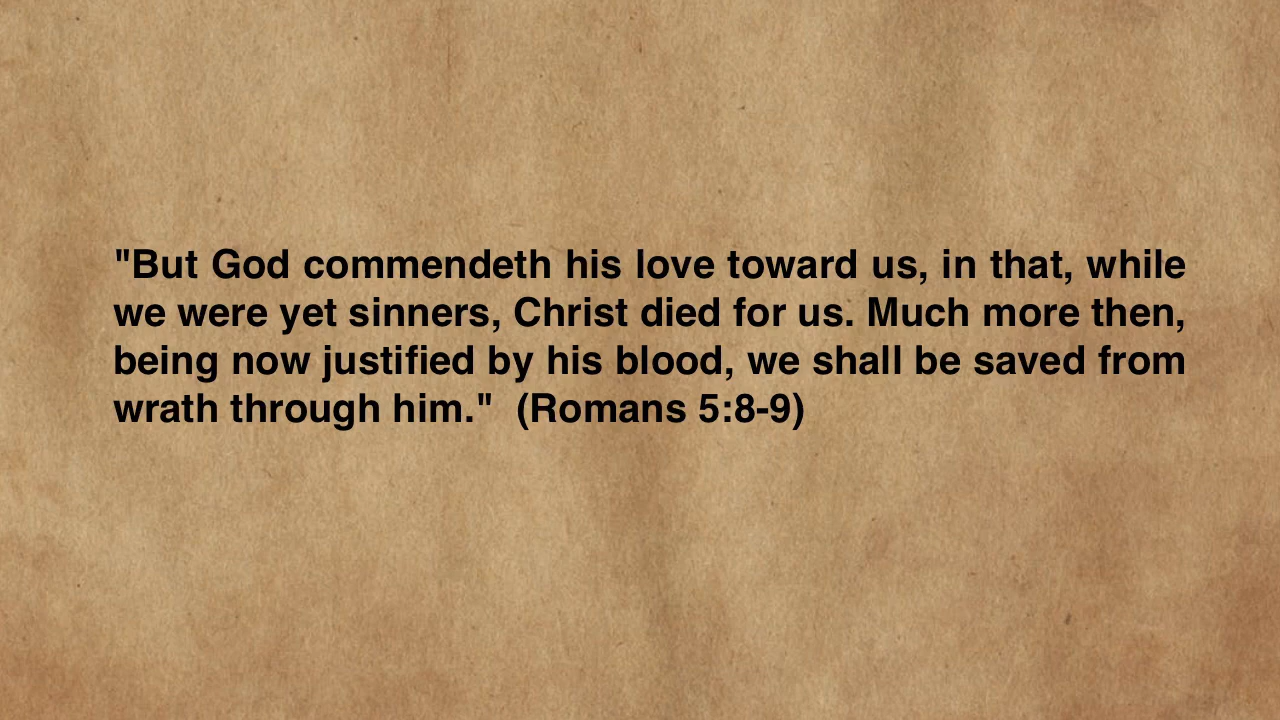 "But God commendeth his love toward us, in that, while
we were yet sinners, Christ died for us. Much more then,
being now justified by his blood, we shall be saved from
wrath through him."  (Romans 5:8-9)